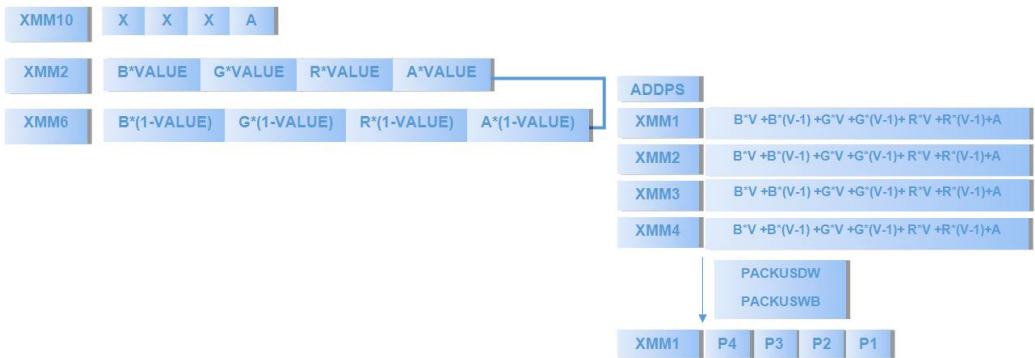 XMM10 X X X A
XMM2 B*VALUE G*VALUE R*VALUE A*VALUE
XMM6 B*(1-VALUE) G*(1-VALUE) R*(1-VALUE) A*(1-VALUE)
ADDPS
XMM1 B*V +B*(V-1) +G*V +G*(V-1)+ R*V +R*(V-1)+A
XMM2 B*V +B*(V-1) +G*V +G*(V-1)+ R*V +R*(V-1)+A
XMM3 B*V +B*(V-1) +G*V +G*(V-1)+ R*V +R*(V-1)+A
XMM4 B*V +B*(V-1) +G*V +G*(V-1)+ R*V +R*(V-1)+A
PACKUSDW
PACKUSWB
XMM1 P4 P3 P2 P1